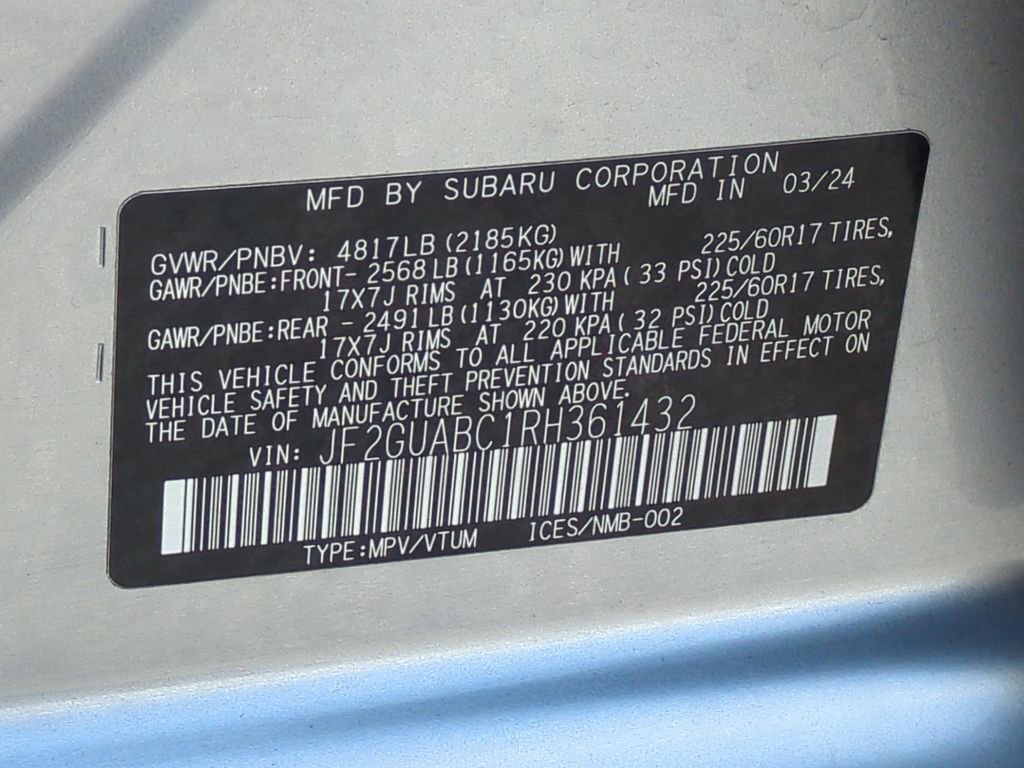 MFD BY SUBARU CORPORATION
MFD IN 03/24
GVWR/PNBV: 4817LB (2185KG)
GAWR/PNBE:FRONT- 2568 LB (1165KG) WITH 225/60R17 TIRES,
17X7J RIMS AT 230 KPA ( 33 PSI) COLD
GAWR/PNBE:REAR - 2491 LB (1130KG) WITH 225/60R17 TIRES,
17X7J RIMS AT 220 KPA ( 32 PSI) COLD
THIS VEHICLE CONFORMS TO ALL APPLICABLE FEDERAL MOTOR
VEHICLE SAFETY AND THEFT PREVENTION STANDARDS IN EFFECT ON
THE DATE OF MANUFACTURE SHOWN ABOVE.
VIN: JF2GUABC1RH361432
TYPE:MPV/VTUM ICES/NMB-002